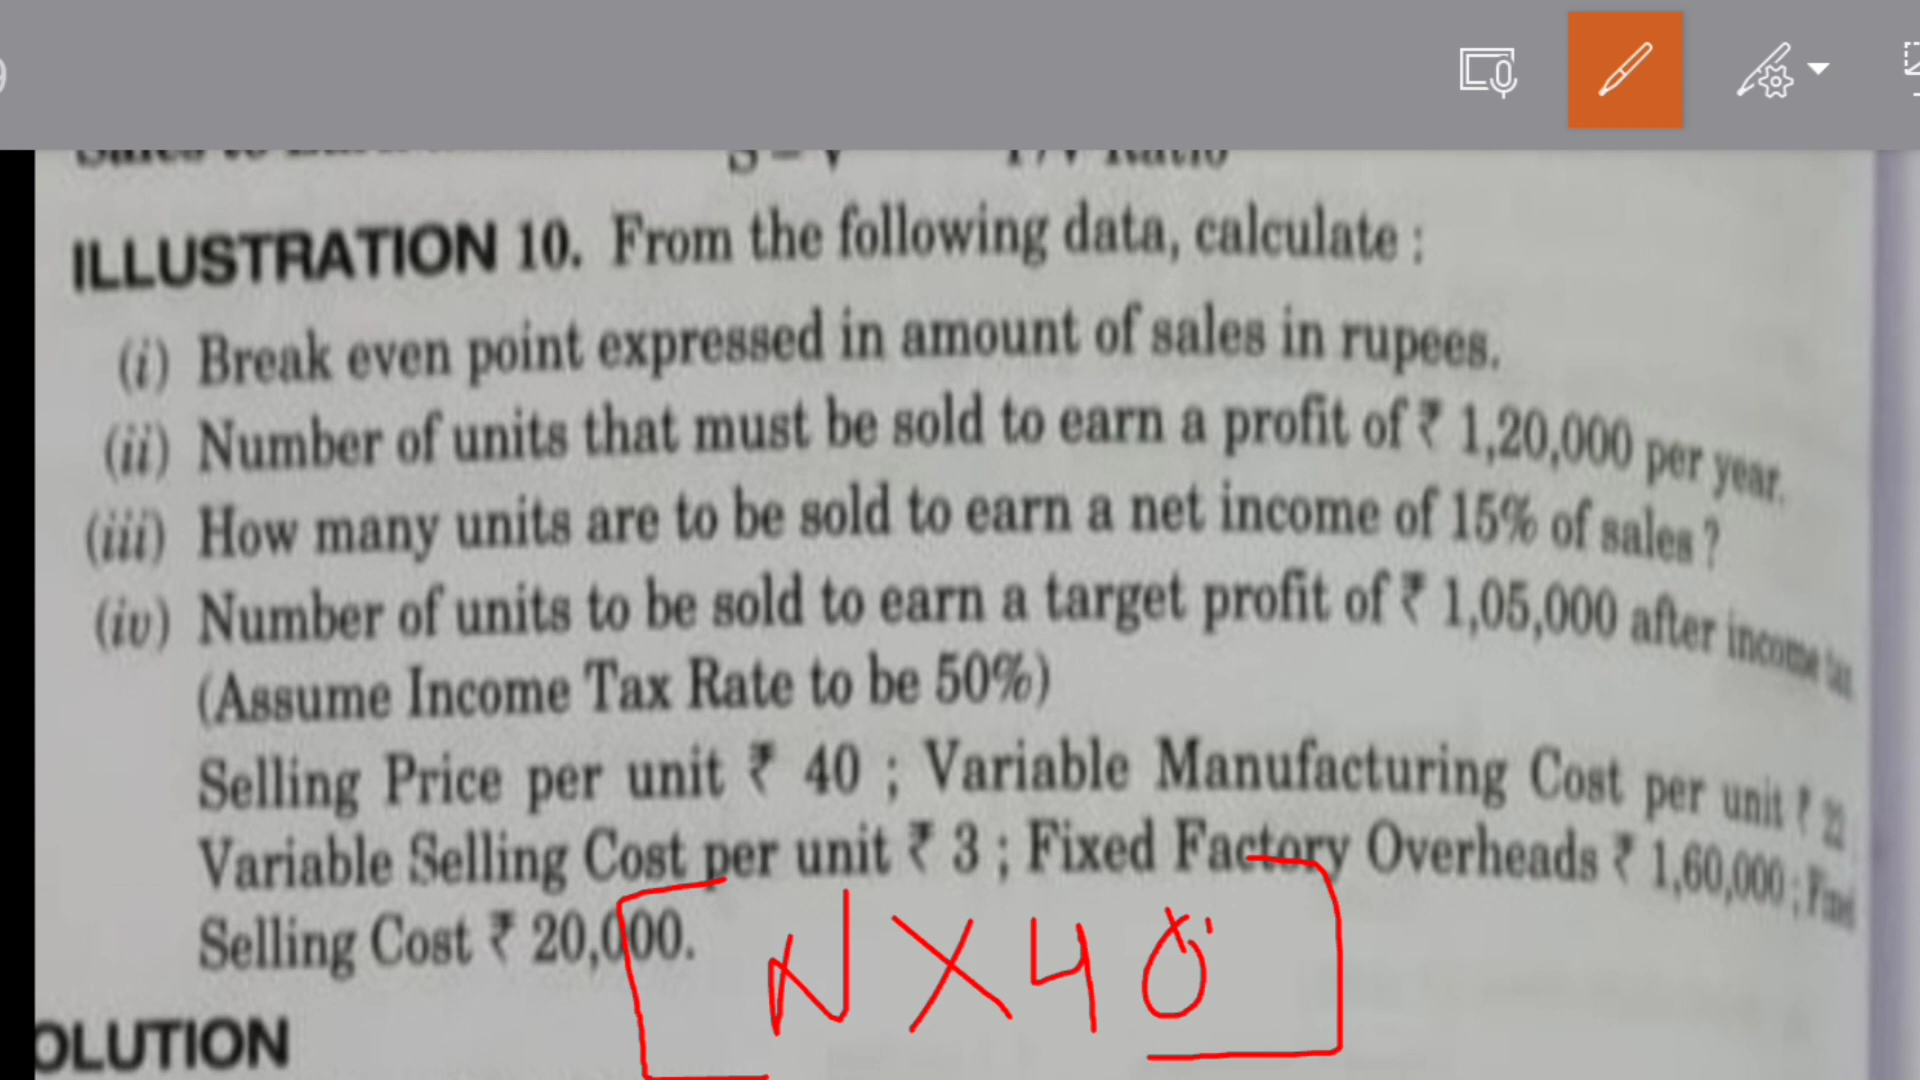 ILLUSTRATION 10. From the following data, calculate :
(i) Break even point expressed in amount of sales in rupees.
(ii) Number of units that must be sold to earn a profit of ₹ 1,20,000 per year.
(iii) How many units are to be sold to earn a net income of 15% of sales ?
(iv) Number of units to be sold to earn a target profit of ₹ 1,05,000 after income tax
(Assume Income Tax Rate to be 50%)
Selling Price per unit ₹ 40 ; Variable Manufacturing Cost per unit ₹ 22
Variable Selling Cost per unit ₹ 3 ; Fixed Factory Overheads ₹ 1,60,000 ; Fixed
Selling Cost ₹ 20,000.
N X 40
OLUTION